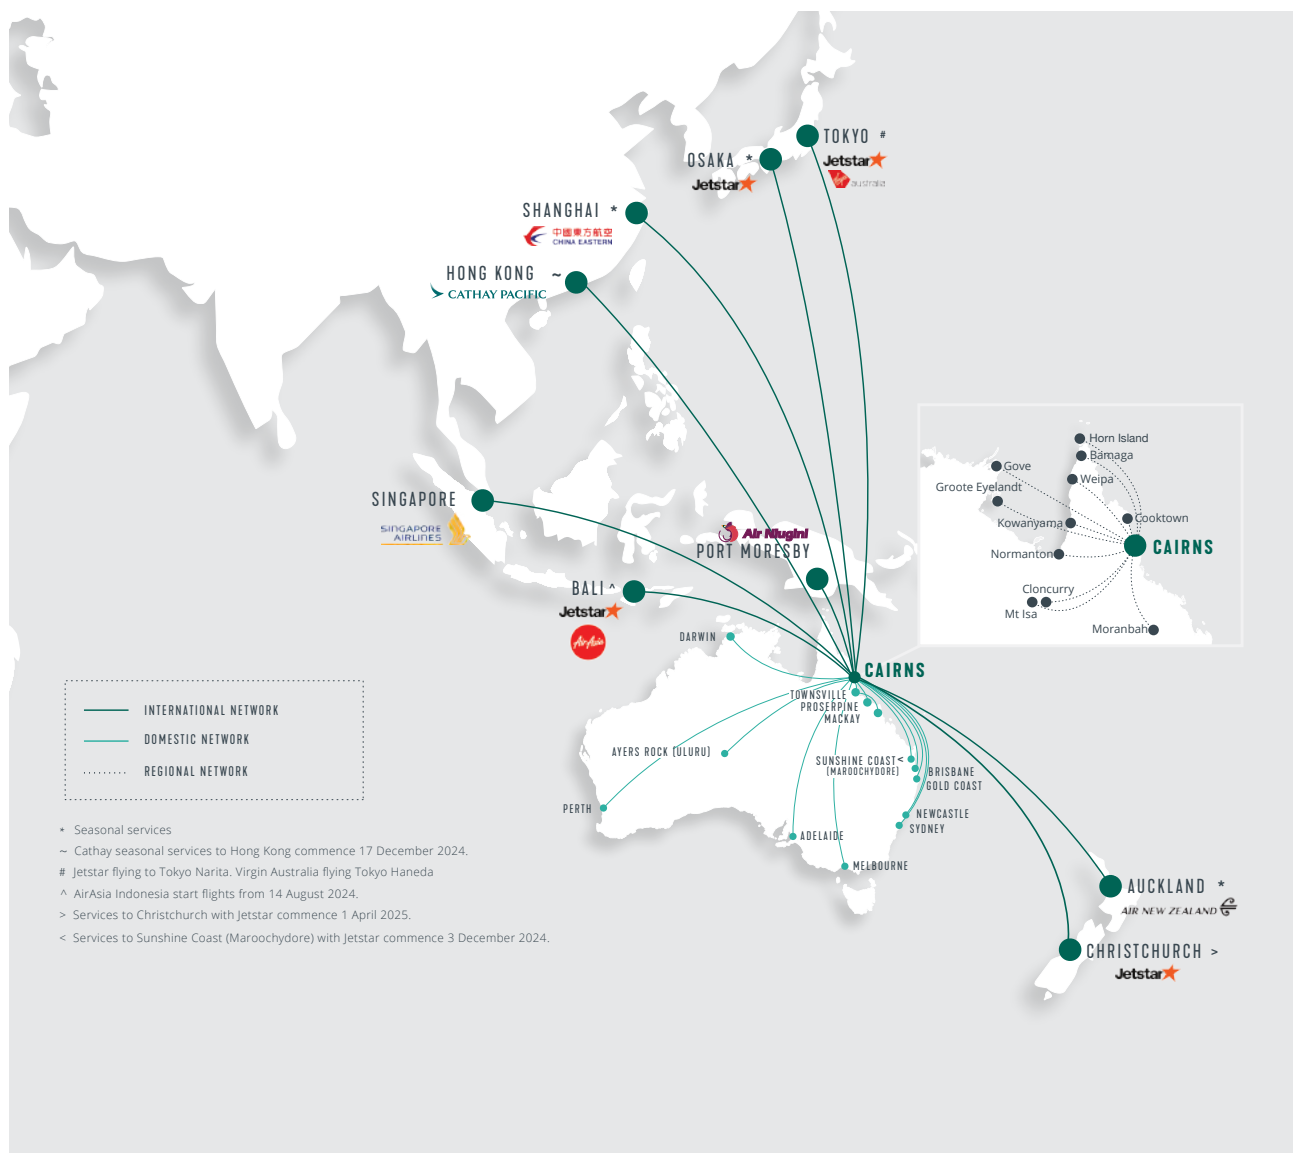 TOKYO #
Jetstar
Virgin australia
OSAKA *
Jetstar
SHANGHAI *
中國東方航空
CHINA EASTERN
HONG KONG ~
CATHAY PACIFIC
SINGAPORE
SINGAPORE
AIRLINES
Air Niugini
PORT MORESBY
BALI ^
Jetstar
AirAsia
Horn Island
Bamaga
Gove
Weipa
Groote Eyelandt
Cooktown
Kowanyama
CAIRNS
Normanton
Cloncurry
Mt Isa
Moranbah
DARWIN
CAIRNS
TOWNSVILLE
PROSERPINE
MACKAY
AYERS ROCK (ULURU)
SUNSHINE COAST <
(MAROOCHYDORE)
BRISBANE
GOLD COAST
PERTH
NEWCASTLE
SYDNEY
ADELAIDE
MELBOURNE
AUCKLAND *
AIR NEW ZEALAND
CHRISTCHURCH >
Jetstar
INTERNATIONAL NETWORK
DOMESTIC NETWORK
REGIONAL NETWORK
* Seasonal services
~ Cathay seasonal services to Hong Kong commence 17 December 2024.
# Jetstar flying to Tokyo Narita. Virgin Australia flying Tokyo Haneda
^ AirAsia Indonesia start flights from 14 August 2024.
> Services to Christchurch with Jetstar commence 1 April 2025.
< Services to Sunshine Coast (Maroochydore) with Jetstar commence 3 December 2024.